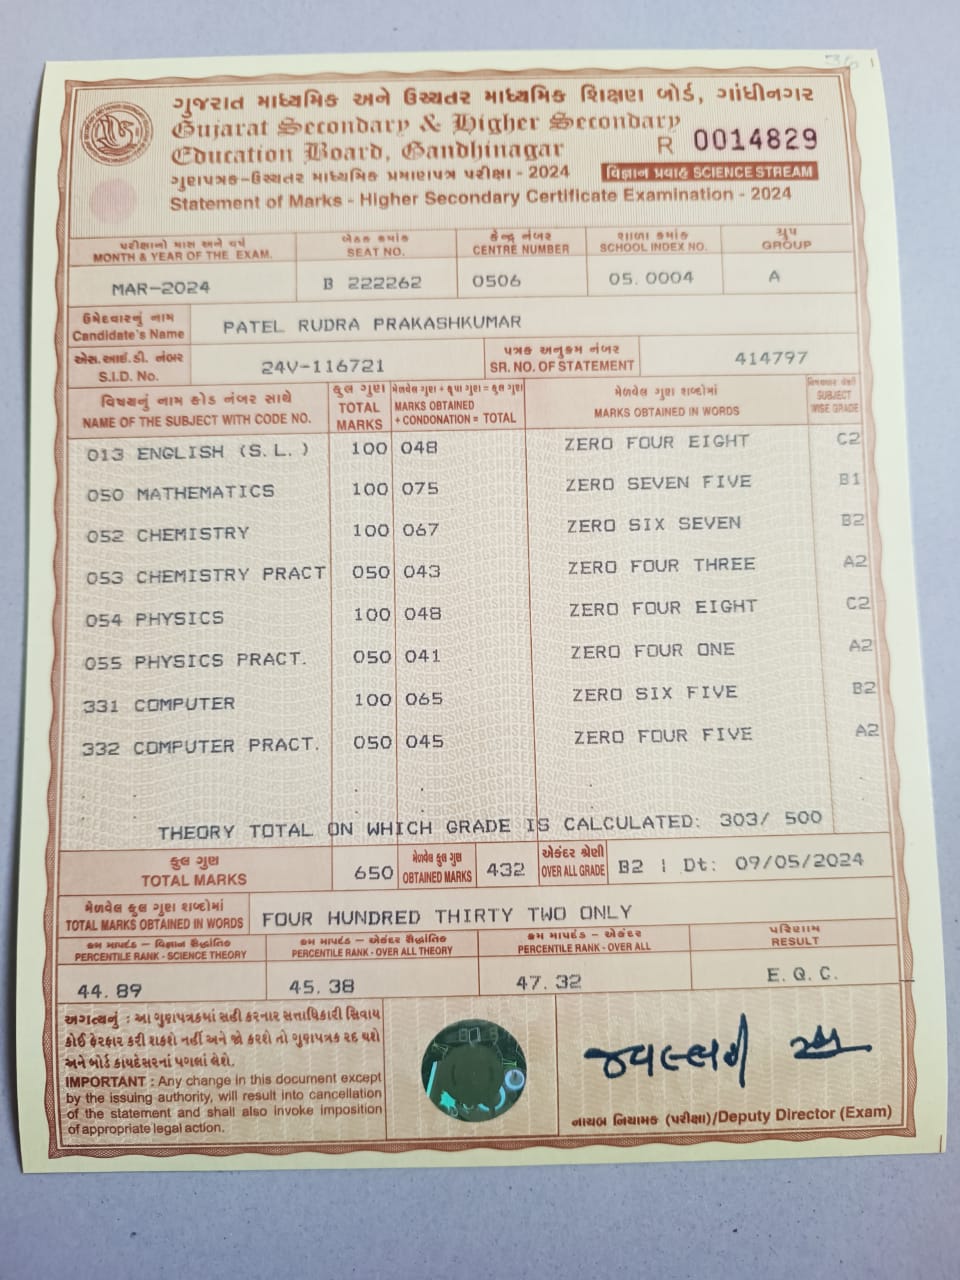 36 1
ગુજરાત માધ્યમિક અને ઉચ્ચતર માધ્યમિક શિક્ષણ બોર્ડ, ગાંધીનગર
Gujarat Secondary & Higher Secondary
Education Board, Gandhinagar
R 0014829
ગુણપત્રક-ઉચ્ચતર માધ્યમિક પ્રમાણપત્ર પરીક્ષા - 2024
વિજ્ઞાન પ્રવાહ SCIENCE STREAM
Statement of Marks - Higher Secondary Certificate Examination - 2024
પરીક્ષાનો માસ અને વર્ષ બેઠક ક્રમાંક કેન્દ્ર નંબર શાળા ક્રમાંક ગ્રુપ
MONTH & YEAR OF THE EXAM. SEAT NO. CENTRE NUMBER SCHOOL INDEX NO. GROUP
MAR-2024 B 222262 0506 05.0004 A
ઉમેદવારનું નામ
Candidate's Name PATEL RUDRA PRAKASHKUMAR
એસ.આઈ.ડી. નંબર પત્રક અનુક્રમ નંબર
S.I.D. No. 24V-116721 SR. NO. OF STATEMENT 414797
વિષયનું નામ કોડ નંબર સાથે કુલ ગુણ મેળવેલ ગુણ + કૃપા ગુણ = કુલ ગુણ મેળવેલ ગુણ શબ્દોમાં વિષયવાર શ્રેણી
NAME OF THE SUBJECT WITH CODE NO. TOTAL MARKS MARKS OBTAINED + CONDONATION = TOTAL MARKS OBTAINED IN WORDS SUBJECT WISE GRADE
013 ENGLISH (S.L.) 100 048 ZERO FOUR EIGHT C2
050 MATHEMATICS 100 075 ZERO SEVEN FIVE B1
052 CHEMISTRY 100 067 ZERO SIX SEVEN B2
053 CHEMISTRY PRACT 050 043 ZERO FOUR THREE A2
054 PHYSICS 100 048 ZERO FOUR EIGHT C2
055 PHYSICS PRACT. 050 041 ZERO FOUR ONE A2
331 COMPUTER 100 065 ZERO SIX FIVE B2
332 COMPUTER PRACT. 050 045 ZERO FOUR FIVE A2
THEORY TOTAL ON WHICH GRADE IS CALCULATED: 303/ 500
કુલ ગુણ મેળવેલ કુલ ગુણ એકંદર શ્રેણી
TOTAL MARKS 650 OBTAINED MARKS 432 OVER ALL GRADE B2 | Dt: 09/05/2024
મેળવેલ કુલ ગુણ શબ્દોમાં
TOTAL MARKS OBTAINED IN WORDS FOUR HUNDRED THIRTY TWO ONLY
ક્રમ માપદંડ – વિજ્ઞાન સૈદ્ધાંતિક ક્રમ માપદંડ – એકંદર સૈદ્ધાંતિક ક્રમ માપદંડ – એકંદર પરિણામ
PERCENTILE RANK - SCIENCE THEORY PERCENTILE RANK - OVER ALL THEORY PERCENTILE RANK - OVER ALL RESULT
44.89 45.38 47.32 E.Q.C.
અગત્યનું : આ ગુણપત્રકમાં સહી કરનાર સત્તાધિકારી સિવાય
કોઈ ફેરફાર કરી શકશે નહીં અને જો કરશે તો ગુણપત્રક રદ થશે
અને બોર્ડ કાયદેસરનાં પગલાં લેશે.
IMPORTANT : Any change in this document except
by the issuing authority, will result into cancellation
of the statement and shall also invoke imposition
of appropriate legal action.
નાયબ નિયામક (પરીક્ષા)/Deputy Director (Exam)